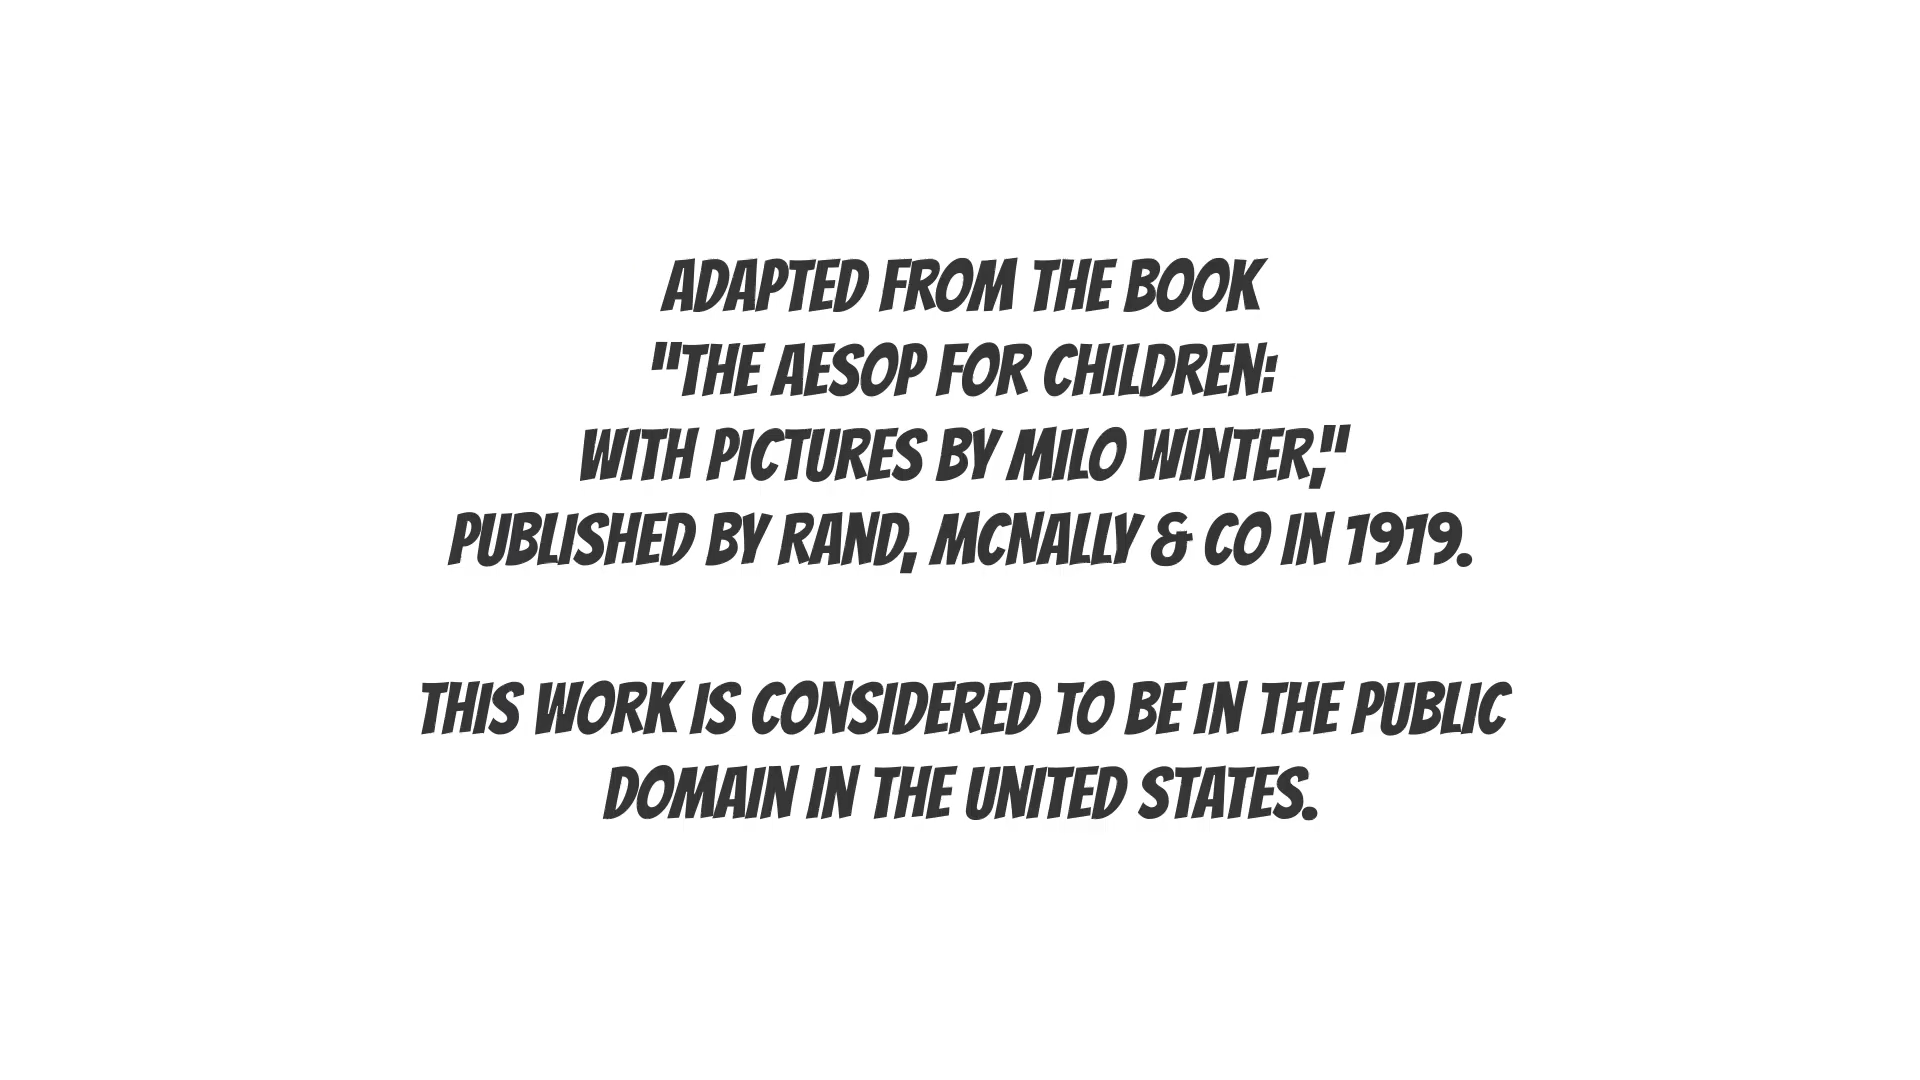 ADAPTED FROM THE BOOK
"THE AESOP FOR CHILDREN:
WITH PICTURES BY MILO WINTER,"
PUBLISHED BY RAND, MCNALLY & CO IN 1919.
THIS WORK IS CONSIDERED TO BE IN THE PUBLIC
DOMAIN IN THE UNITED STATES.